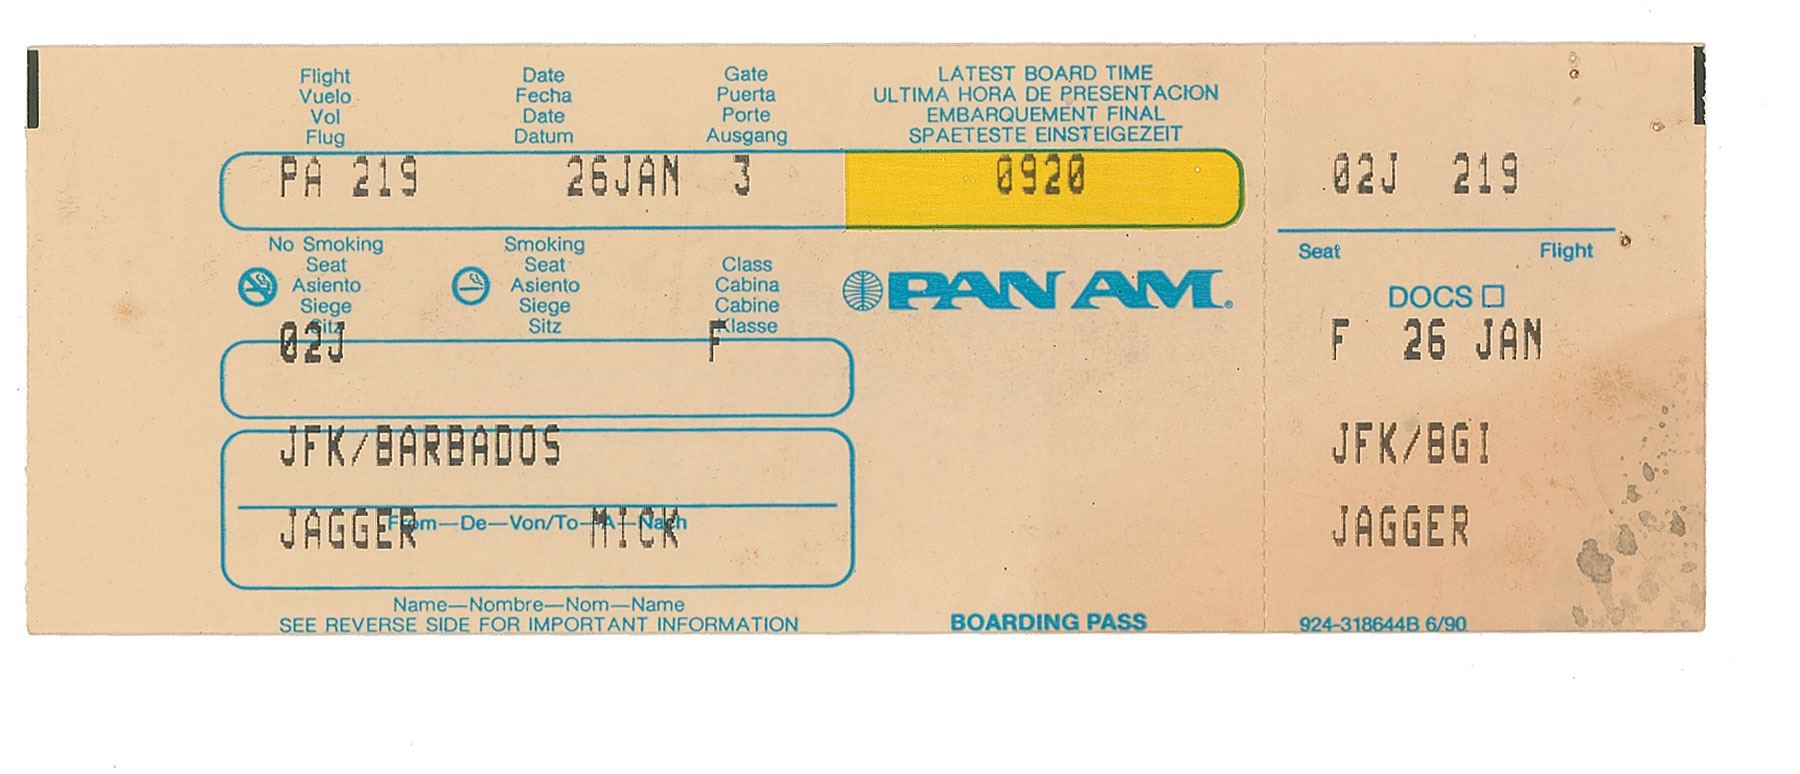 Flight Date Gate LATEST BOARD TIME
Vuelo Fecha Puerta ULTIMA HORA DE PRESENTACION
Vol Date Porte EMBARQUEMENT FINAL
Flug Datum Ausgang SPAETESTE EINSTEIGEZEIT
PA 219 26JAN 3 0920
No Smoking Smoking
Seat Seat Class
Asiento Asiento Cabina
Siege Siege Cabine
Sitz Sitz Klasse
02J F
PAN AM®
JFK/BARBADOS
From—De—Von/To—A—Nach
JAGGER MICK
Name—Nombre—Nom—Name
SEE REVERSE SIDE FOR IMPORTANT INFORMATION
BOARDING PASS
02J 219
Seat Flight
DOCS
F 26 JAN
JFK/BGI
JAGGER
924-318644B 6/90